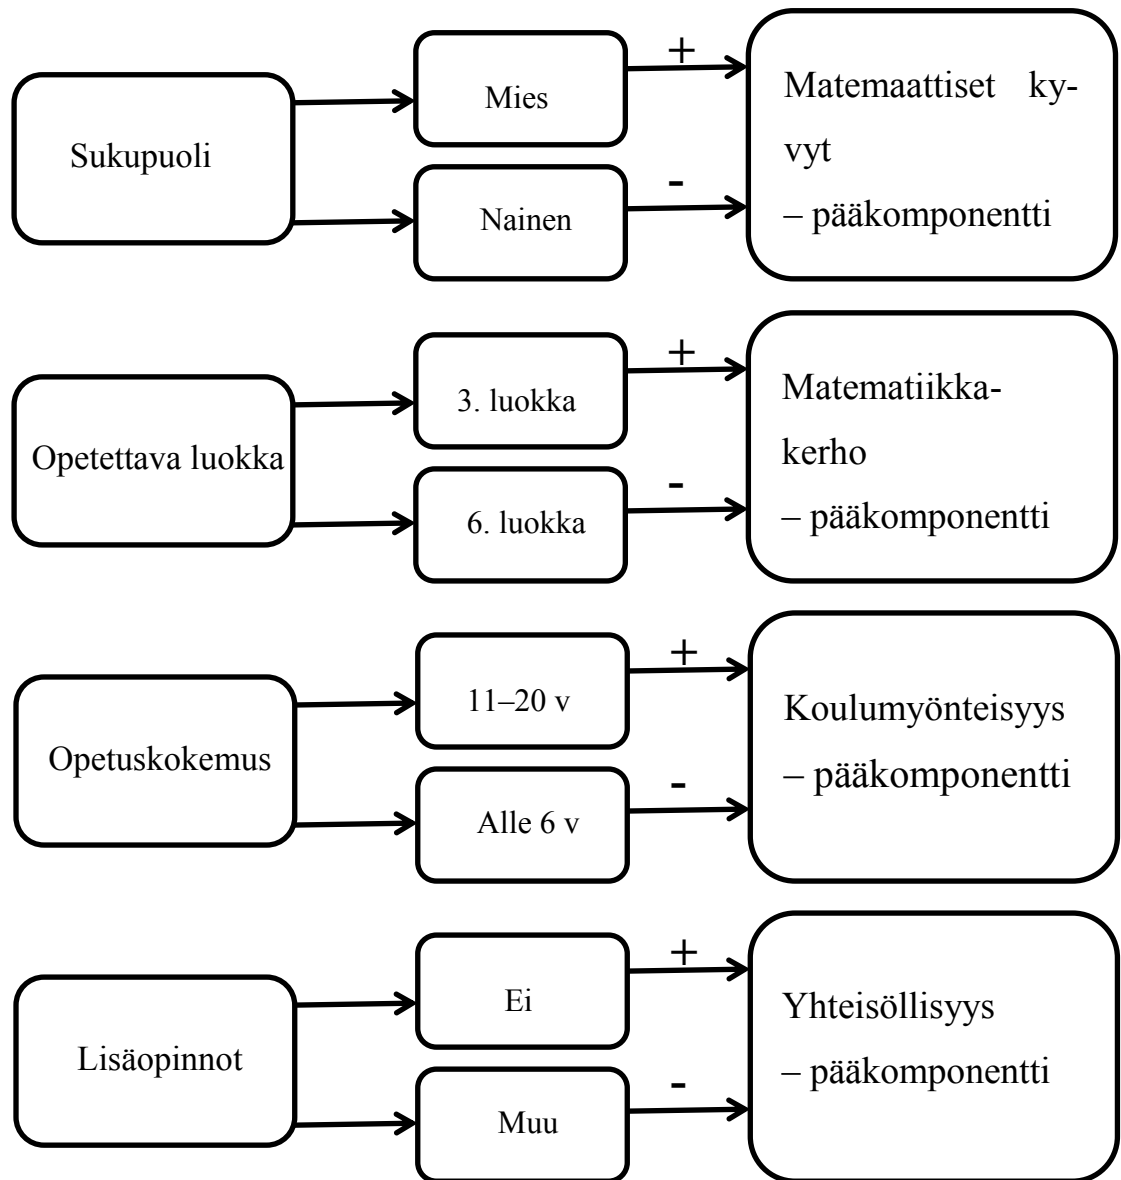 Sukupuoli
Mies
+
Nainen
-
Matemaattiset ky-
vyt
– pääkomponentti
Opetettava luokka
3. luokka
+
6. luokka
-
Matematiikka-
kerho
– pääkomponentti
Opetuskokemus
11–20 v
+
Alle 6 v
-
Koulumyönteisyys
– pääkomponentti
Lisäopinnot
Ei
+
Muu
-
Yhteisöllisyys
– pääkomponentti